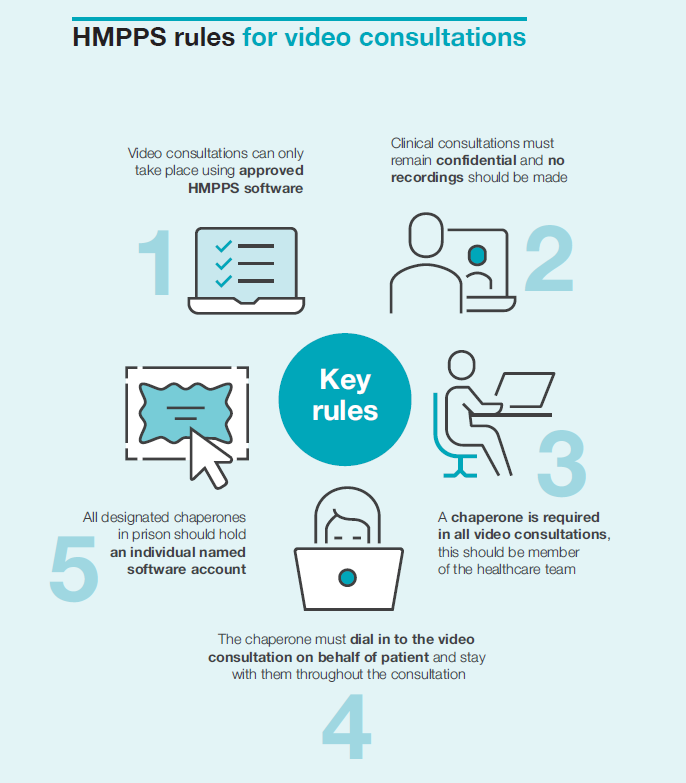 HMPPS rules for video consultations
Video consultations can only
take place using approved
HMPPS software
1
Clinical consultations must
remain confidential and no
recordings should be made
2
Key
rules
3
A chaperone is required
in all video consultations,
this should be member
of the healthcare team
The chaperone must dial in to the video
consultation on behalf of patient and stay
with them throughout the consultation
4
All designated chaperones
in prison should hold
an individual named
software account
5